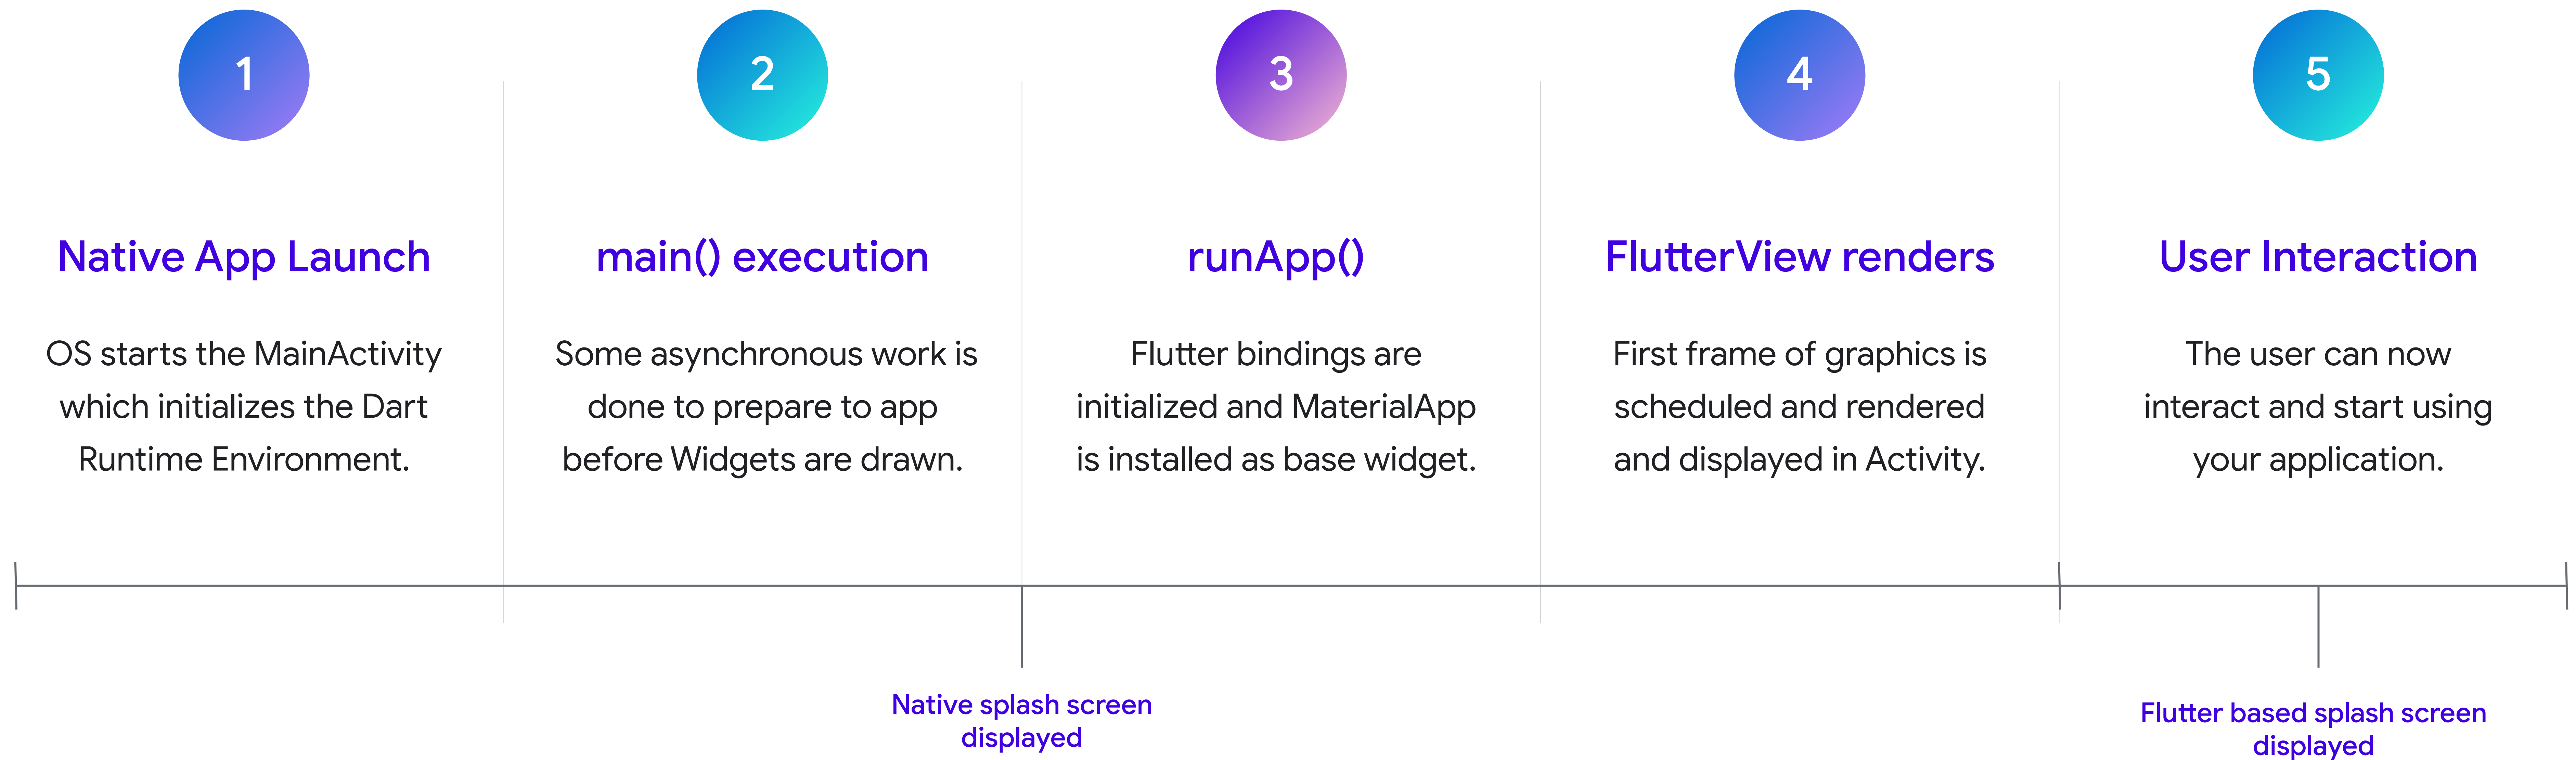 1
Native App Launch
OS starts the MainActivity
which initializes the Dart
Runtime Environment.
2
main() execution
Some asynchronous work is
done to prepare to app
before Widgets are drawn.
3
runApp()
Flutter bindings are
initialized and MaterialApp
is installed as base widget.
4
FlutterView renders
First frame of graphics is
scheduled and rendered
and displayed in Activity.
5
User Interaction
The user can now
interact and start using
your application.
Native splash screen
displayed
Flutter based splash screen
displayed